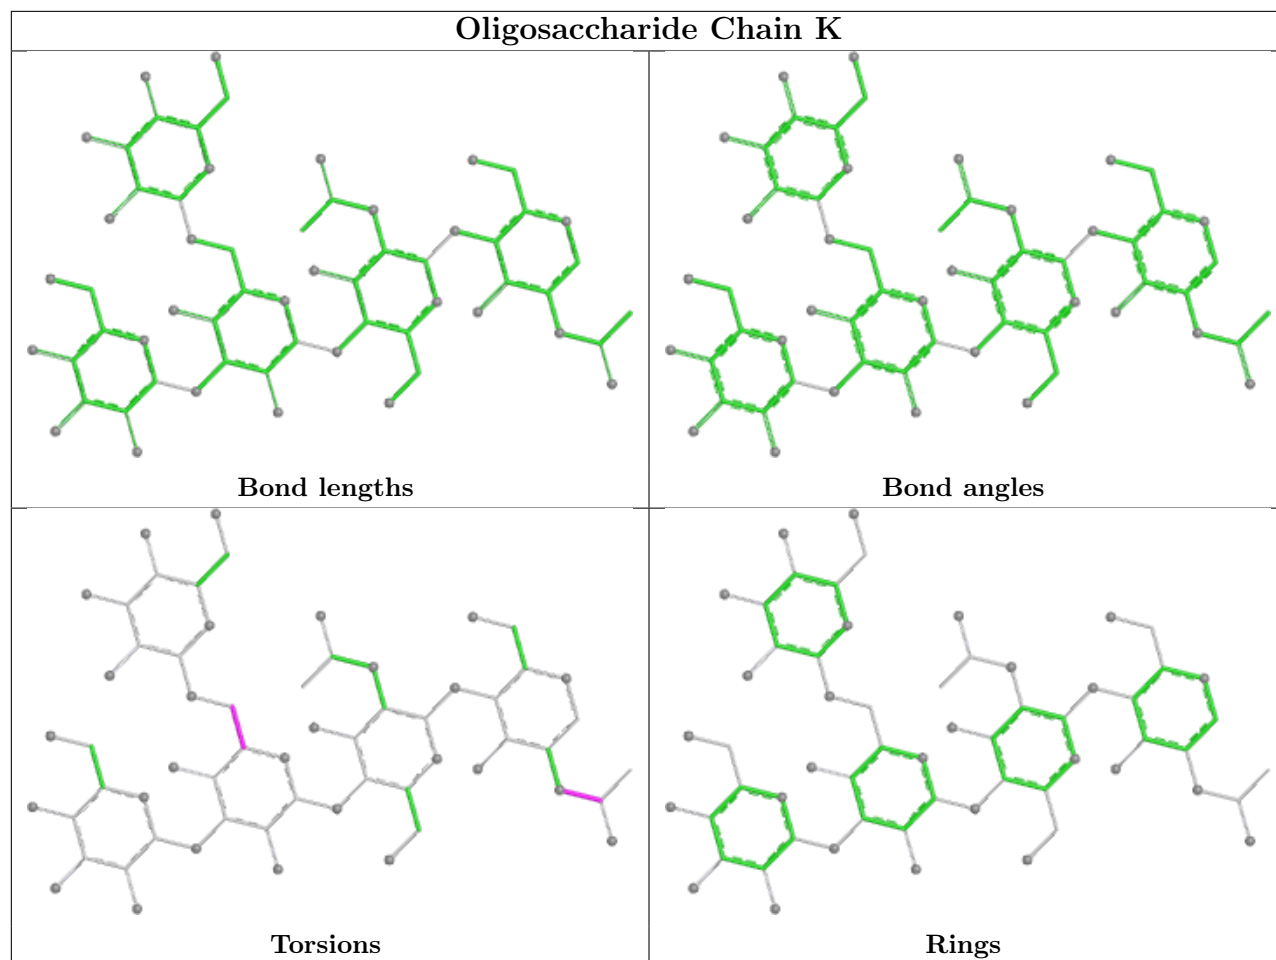 Oligosaccharide Chain K
Bond lengths
Bond angles
Torsions
Rings